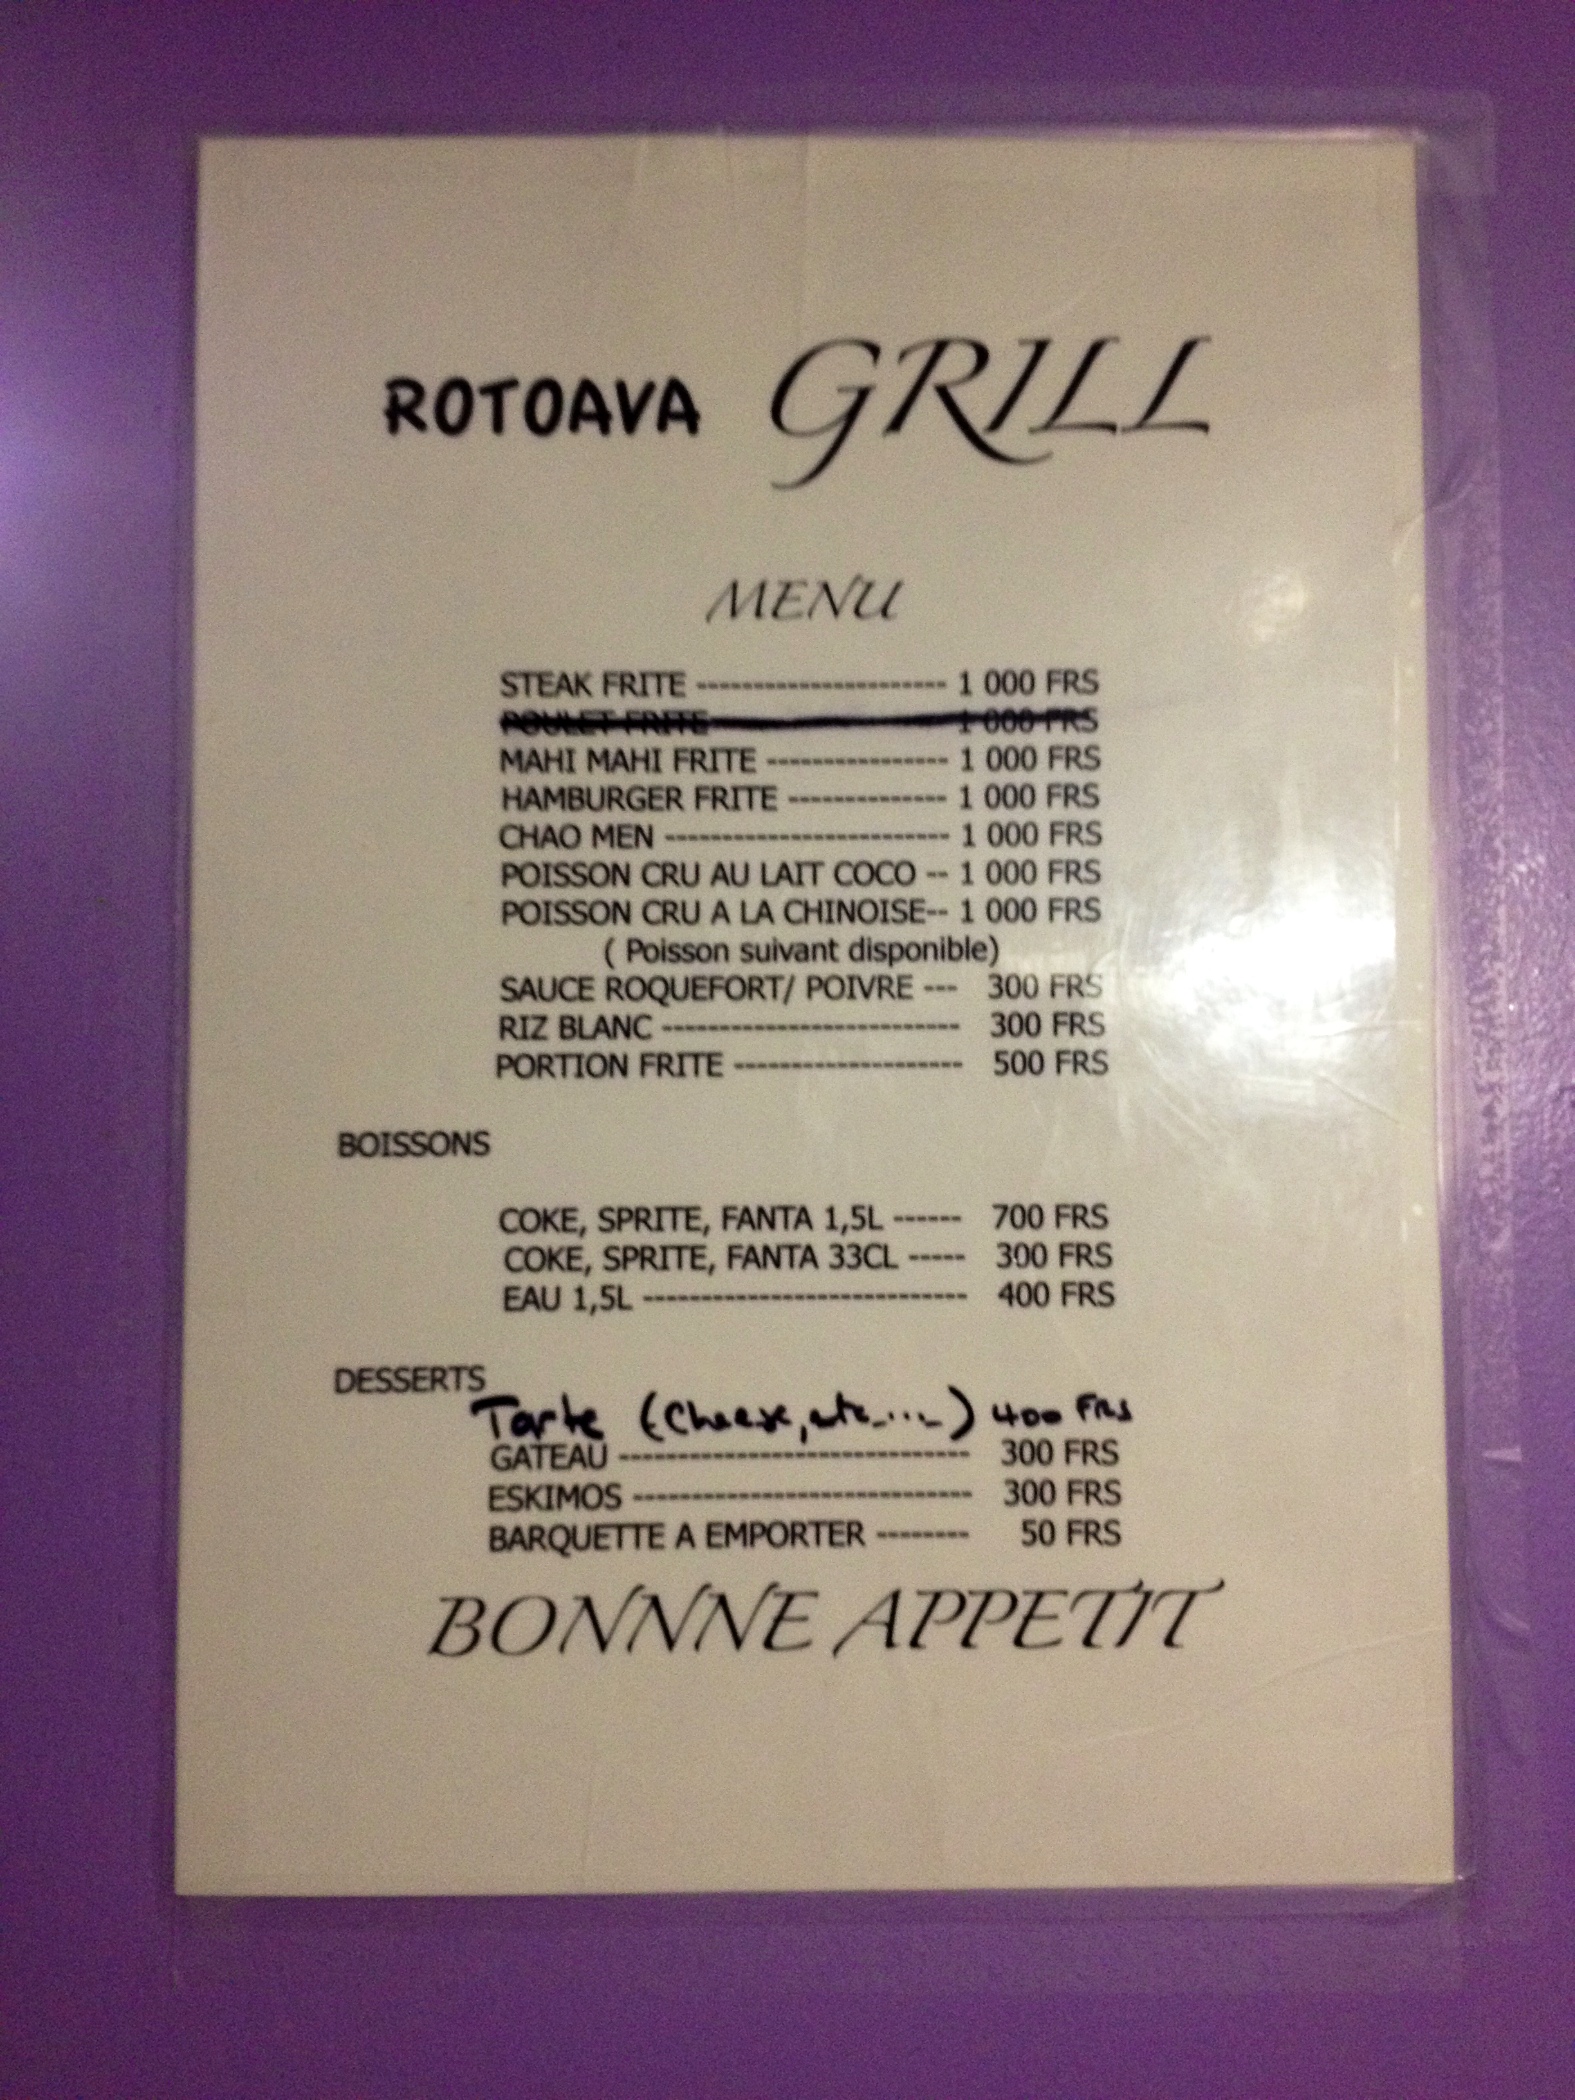 ROTOAVA GRILL
MENU
STEAK FRITE ---------------------- 1 000 FRS
POULET FRITE 1 000 FRS
MAHI MAHI FRITE ---------------- 1 000 FRS
HAMBURGER FRITE -------------- 1 000 FRS
CHAO MEN ------------------------- 1 000 FRS
POISSON CRU AU LAIT COCO -- 1 000 FRS
POISSON CRU A LA CHINOISE-- 1 000 FRS
( Poisson suivant disponible)
SAUCE ROQUEFORT/ POIVRE --- 300 FRS
RIZ BLANC -------------------------- 300 FRS
PORTION FRITE -------------------- 500 FRS
BOISSONS
COKE, SPRITE, FANTA 1,5L ------ 700 FRS
COKE, SPRITE, FANTA 33CL ----- 300 FRS
EAU 1,5L ---------------------------- 400 FRS
DESSERTS
Tarte (Cheese, etc....) 400 FRS
GATEAU ------------------------------- 300 FRS
ESKIMOS ------------------------------ 300 FRS
BARQUETTE A EMPORTER -------- 50 FRS
BONNNE APPETIT